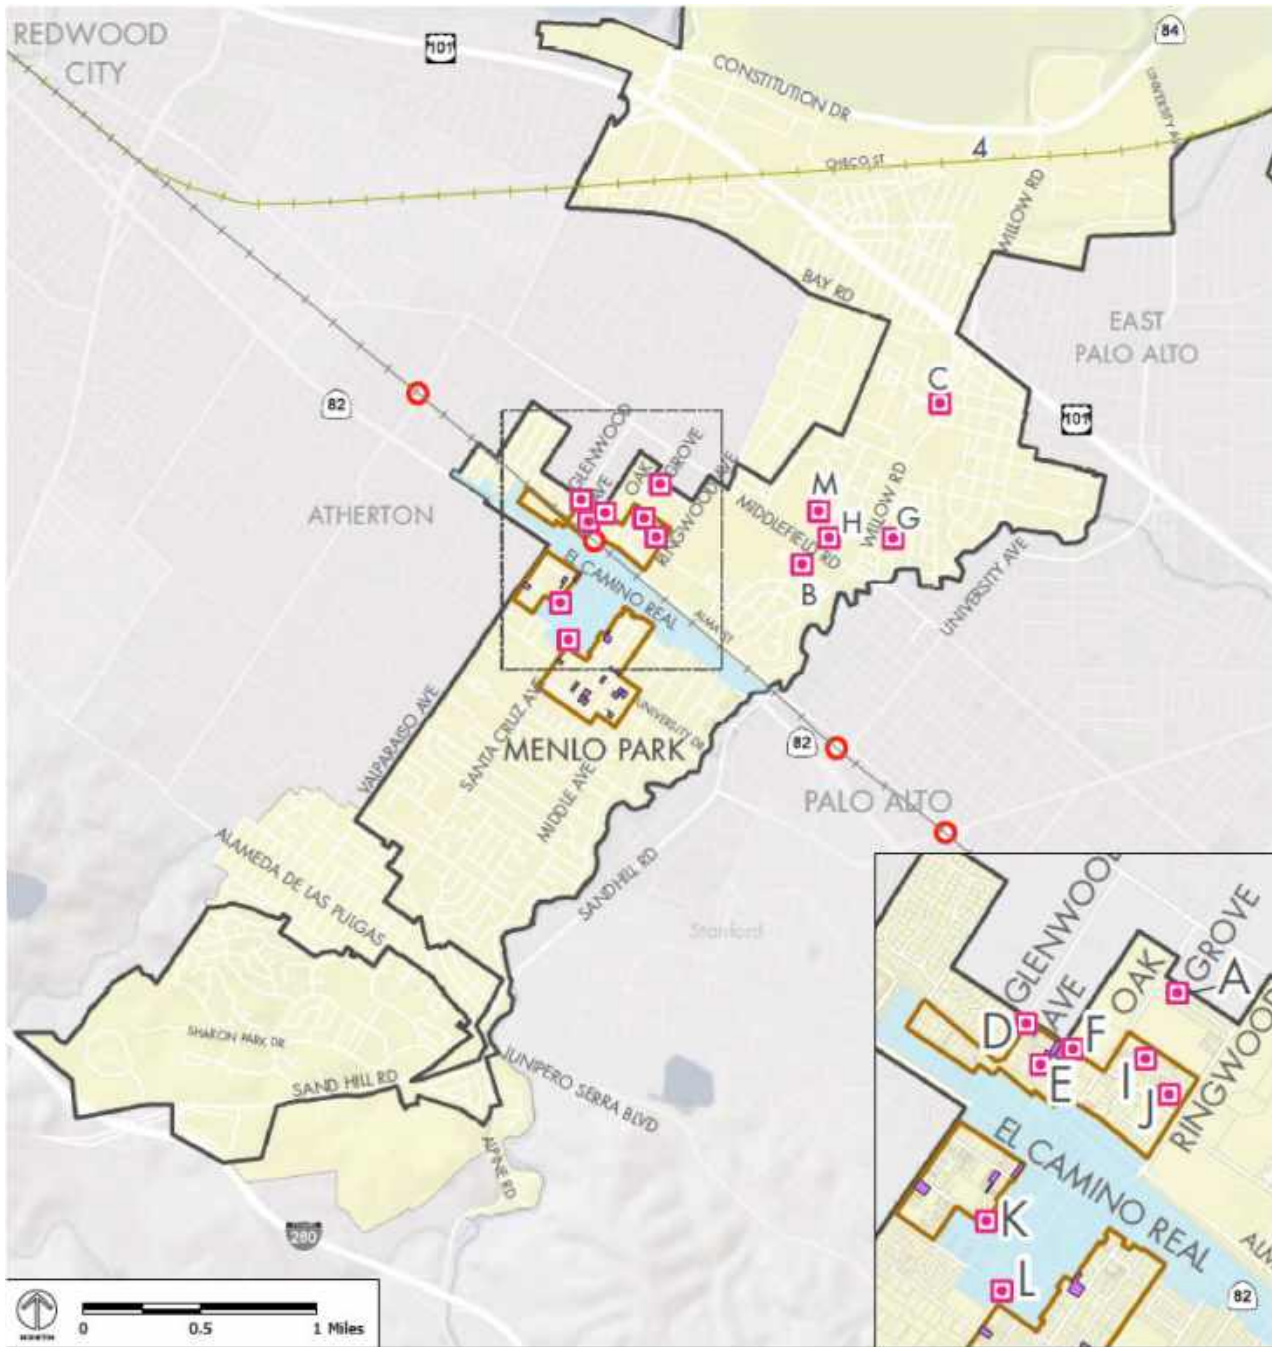 REDWOOD
CITY
101
84
CONSTITUTION DR
UNIVERSITY AVE
4
CHILCO ST
WILLOW RD
BAY RD
EAST
PALO ALTO
C
101
82
GLENWOOD
AVE
OAK
GROVE
RINGWOOD AVE
ATHERTON
MIDDLEFIELD RD
M
H
WILLOW RD
G
B
UNIVERSITY AVE
EL CAMINO REAL
ALMA ST
VALPARAISO AVE
SANTA CRUZ AVE
UNIVERSITY DR
MENLO PARK
MIDDLE AVE
82
PALO ALTO
ALAMEDA DE LAS PULGAS
SANDHILL RD
Stanford
SHARON PARK DR
SAND HILL RD
JUNIPERO SERRA BLVD
ALPINE RD
280
GLENWOOD
AVE
OAK
GROVE
A
D
F
E
I
J
RINGWOOD
EL CAMINO REAL
K
L
ALM
82
NORTH
0 0.5 1 Miles